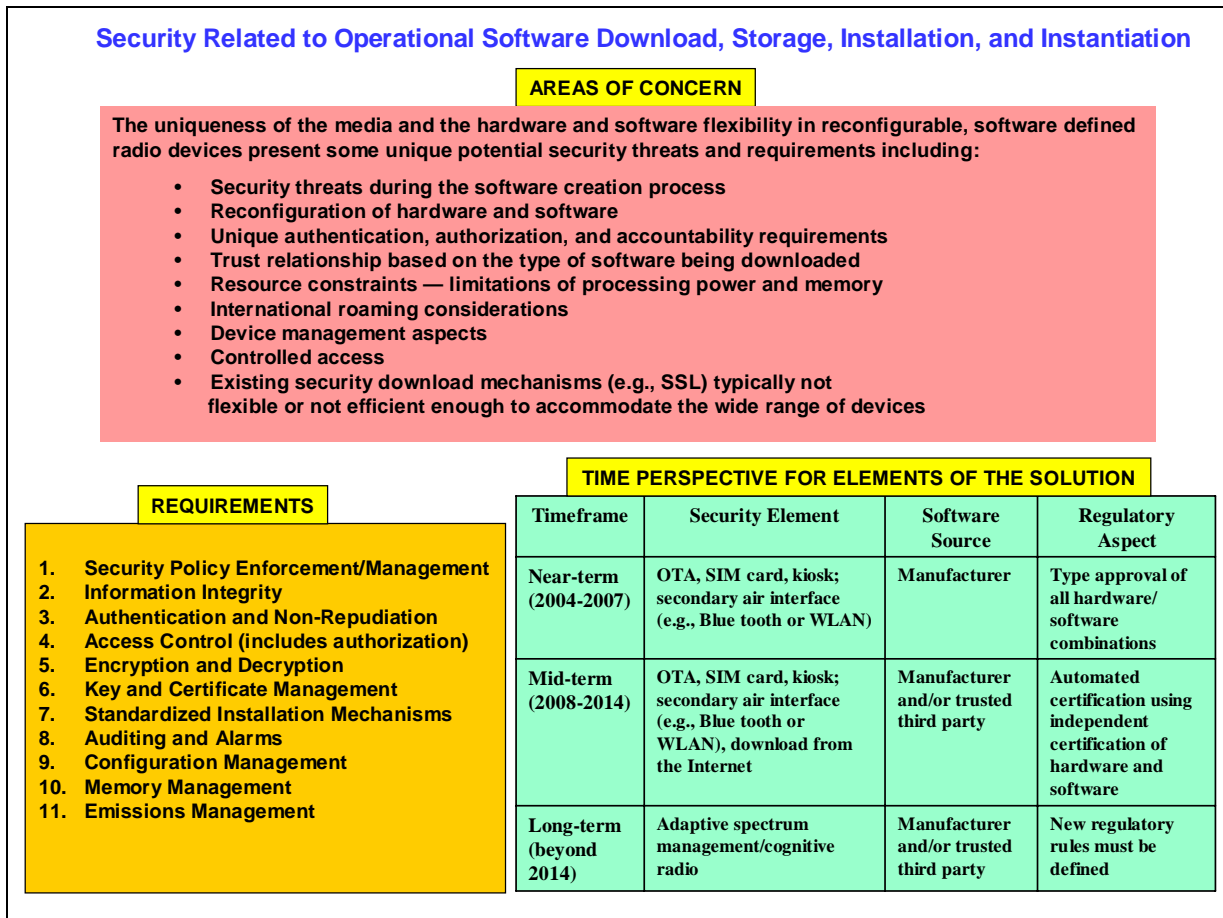 Security Related to Operational Software Download, Storage, Installation, and Instantiation
AREAS OF CONCERN
The uniqueness of the media and the hardware and software flexibility in reconfigurable, software defined
radio devices present some unique potential security threats and requirements including:
• Security threats during the software creation process
• Reconfiguration of hardware and software
• Unique authentication, authorization, and accountability requirements
• Trust relationship based on the type of software being downloaded
• Resource constraints — limitations of processing power and memory
• International roaming considerations
• Device management aspects
• Controlled access
• Existing security download mechanisms (e.g., SSL) typically not
flexible or not efficient enough to accommodate the wide range of devices
REQUIREMENTS
1. Security Policy Enforcement/Management
2. Information Integrity
3. Authentication and Non-Repudiation
4. Access Control (includes authorization)
5. Encryption and Decryption
6. Key and Certificate Management
7. Standardized Installation Mechanisms
8. Auditing and Alarms
9. Configuration Management
10. Memory Management
11. Emissions Management
TIME PERSPECTIVE FOR ELEMENTS OF THE SOLUTION
Timeframe
Security Element
Software
Source
Regulatory
Aspect
Near-term
(2004-2007)
OTA, SIM card, kiosk;
secondary air interface
(e.g., Blue tooth or WLAN)
Manufacturer
Type approval of
all hardware/
software
combinations
Mid-term
(2008-2014)
OTA, SIM card, kiosk;
secondary air interface
(e.g., Blue tooth or
WLAN), download from
the Internet
Manufacturer
and/or trusted
third party
Automated
certification using
independent
certification of
hardware and
software
Long-term
(beyond
2014)
Adaptive spectrum
management/cognitive
radio
Manufacturer
and/or trusted
third party
New regulatory
rules must be
defined